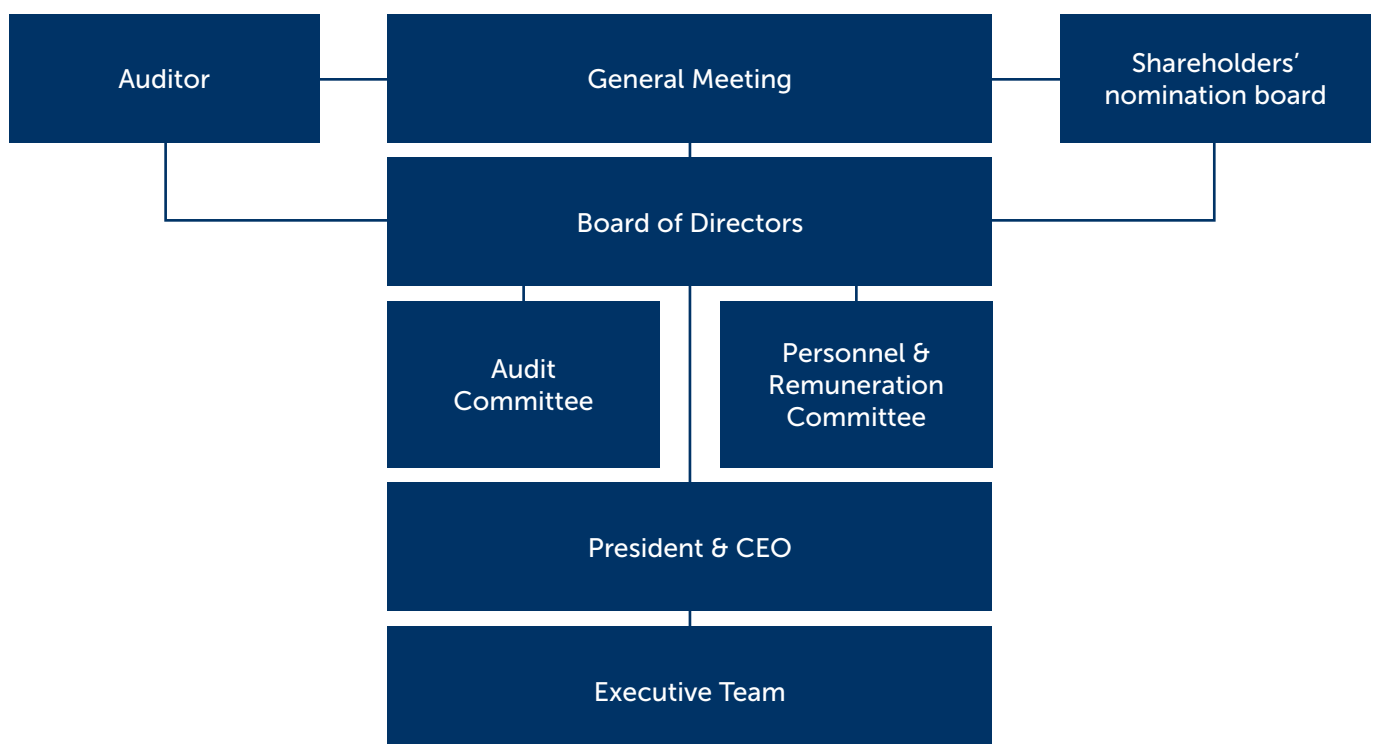 Auditor
General Meeting
Shareholders’
nomination board
Board of Directors
Audit
Committee
Personnel &
Remuneration
Committee
President & CEO
Executive Team